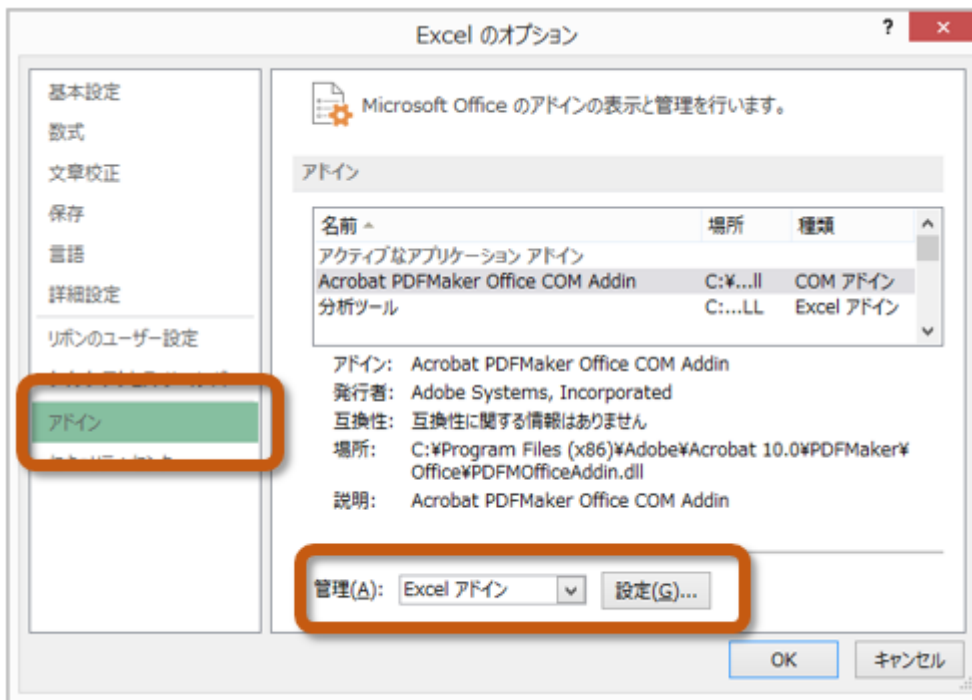 Excel のオプション
?
×
基本設定
数式
文章校正
保存
言語
詳細設定
リボンのユーザー設定
アドイン
Microsoft Office のアドインの表示と管理を行います。
アドイン
名前 場所 種類
アクティブなアプリケーション アドイン
Acrobat PDFMaker Office COM Addin C:¥...ll COM アドイン
分析ツール C:...LL Excel アドイン
アドイン: Acrobat PDFMaker Office COM Addin
発行者: Adobe Systems, Incorporated
互換性: 互換性に関する情報はありません
場所: C:¥Program Files (x86)¥Adobe¥Acrobat 10.0¥PDFMaker¥
Office¥PDFMOfficeAddin.dll
説明: Acrobat PDFMaker Office COM Addin
管理(A): Excel アドイン 設定(G)...
OK キャンセル